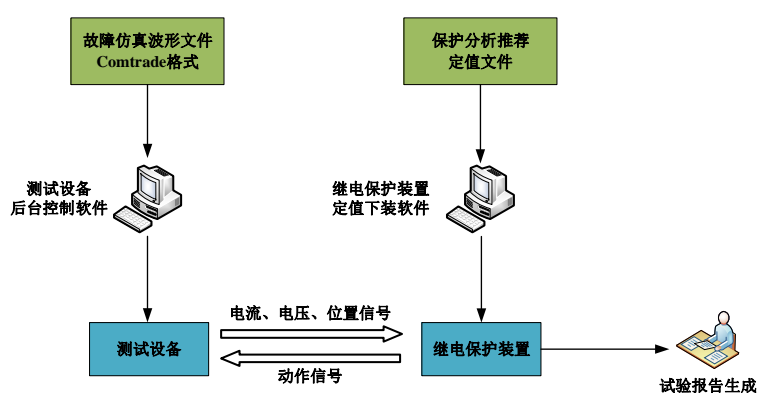 故障仿真波形文件
Comtrade格式
保护分析推荐
定值文件
测试设备
后台控制软件
继电保护装置
定值下装软件
电流、电压、位置信号
测试设备
继电保护装置
动作信号
试验报告生成